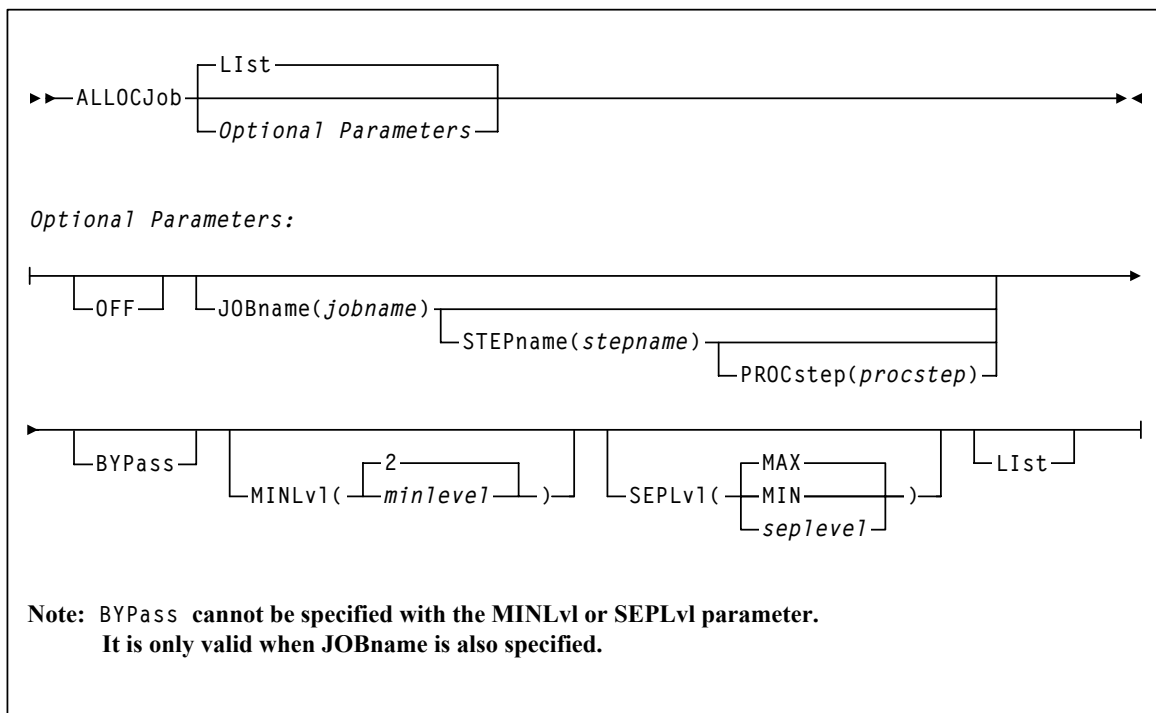 LIst
ALLOCJob
Optional Parameters
Optional Parameters:
OFF JOBname(jobname)
STEPname(stepname)
PROCstep(procstep)
2 MAX
BYPass MINLvl( minlevel ) SEPLvl( MIN ) LIst
seplevel
Note: BYPass cannot be specified with the MINLvl or SEPLvl parameter.
It is only valid when JOBname is also specified.